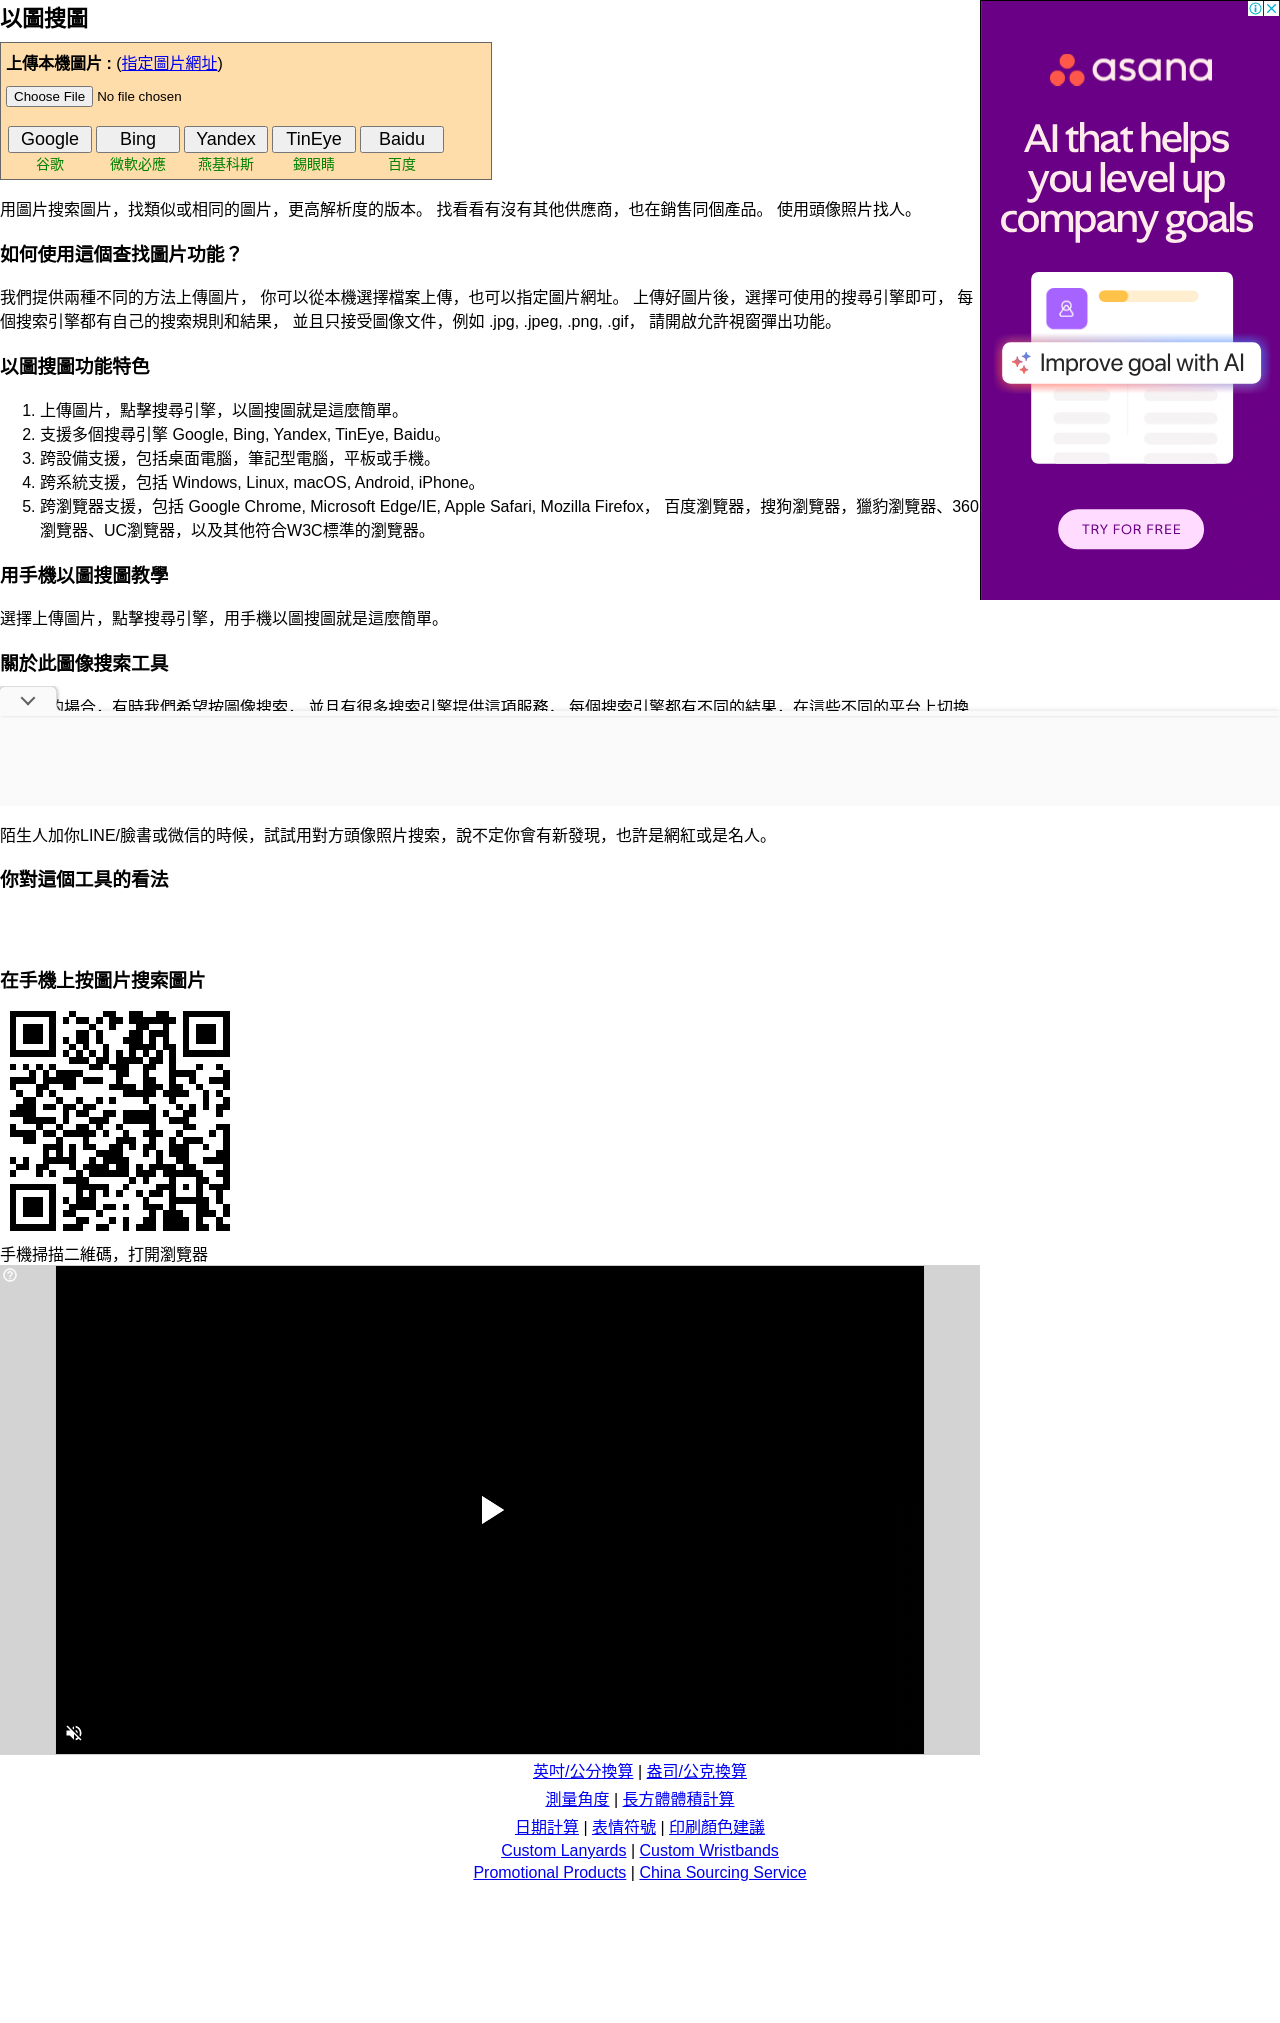 以圖搜圖
上傳本機圖片 : (指定圖片網址)
Choose File No file chosen
Google Bing Yandex TinEye Baidu
谷歌 微軟必應 燕基科斯 錫眼睛 百度
用圖片搜索圖片，找類似或相同的圖片，更高解析度的版本。 找看看有沒有其他供應商，也在銷售同個產品。 使用頭像照片找人。
如何使用這個查找圖片功能？
我們提供兩種不同的方法上傳圖片， 你可以從本機選擇檔案上傳，也可以指定圖片網址。 上傳好圖片後，選擇可使用的搜尋引擎即可， 每
個搜索引擎都有自己的搜索規則和結果， 並且只接受圖像文件，例如 .jpg, .jpeg, .png, .gif， 請開啟允許視窗彈出功能。
以圖搜圖功能特色
1. 上傳圖片，點擊搜尋引擎，以圖搜圖就是這麼簡單。
2. 支援多個搜尋引擎 Google, Bing, Yandex, TinEye, Baidu。
3. 跨設備支援，包括桌面電腦，筆記型電腦，平板或手機。
4. 跨系統支援，包括 Windows, Linux, macOS, Android, iPhone。
5. 跨瀏覽器支援，包括 Google Chrome, Microsoft Edge/IE, Apple Safari, Mozilla Firefox， 百度瀏覽器，搜狗瀏覽器，獵豹瀏覽器、360
瀏覽器、UC瀏覽器，以及其他符合W3C標準的瀏覽器。
用手機以圖搜圖教學
選擇上傳圖片，點擊搜尋引擎，用手機以圖搜圖就是這麼簡單。
關於此圖像搜索工具
的場合，有時我們希望按圖像搜索， 並且有很多搜索引擎提供這項服務， 每個搜索引擎都有不同的結果，在這些不同的平台上切換
陌生人加你LINE/臉書或微信的時候，試試用對方頭像照片搜索，說不定你會有新發現，也許是網紅或是名人。
你對這個工具的看法
在手機上按圖片搜索圖片
手機掃描二維碼，打開瀏覽器
英吋/公分換算 | 盎司/公克換算
測量角度 | 長方體體積計算
日期計算 | 表情符號 | 印刷顏色建議
Custom Lanyards | Custom Wristbands
Promotional Products | China Sourcing Service
asana
AI that helps
you level up
company goals
Improve goal with AI
TRY FOR FREE